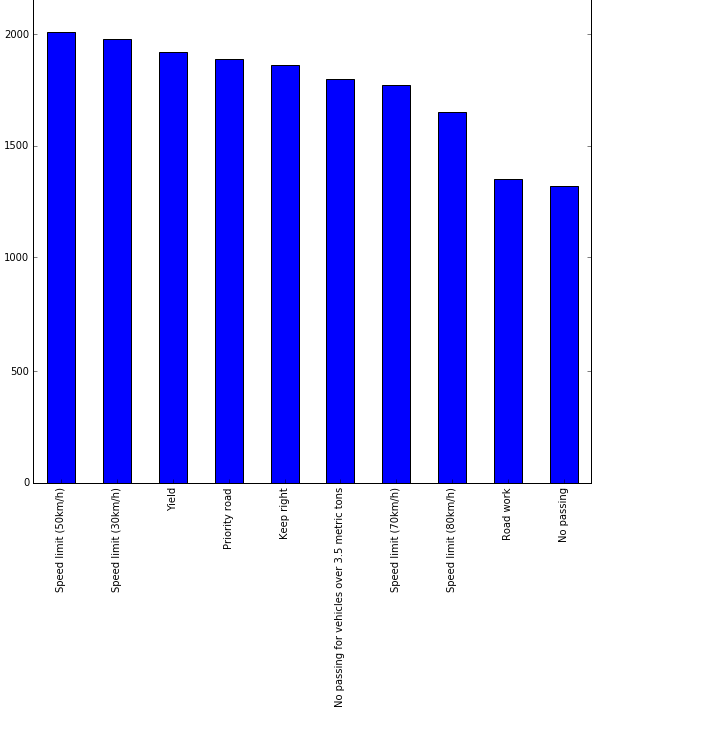 2000
1500
1000
500
0
Speed limit (50km/h)
Speed limit (30km/h)
Yield
Priority road
Keep right
No passing for vehicles over 3.5 metric tons
Speed limit (70km/h)
Speed limit (80km/h)
Road work
No passing